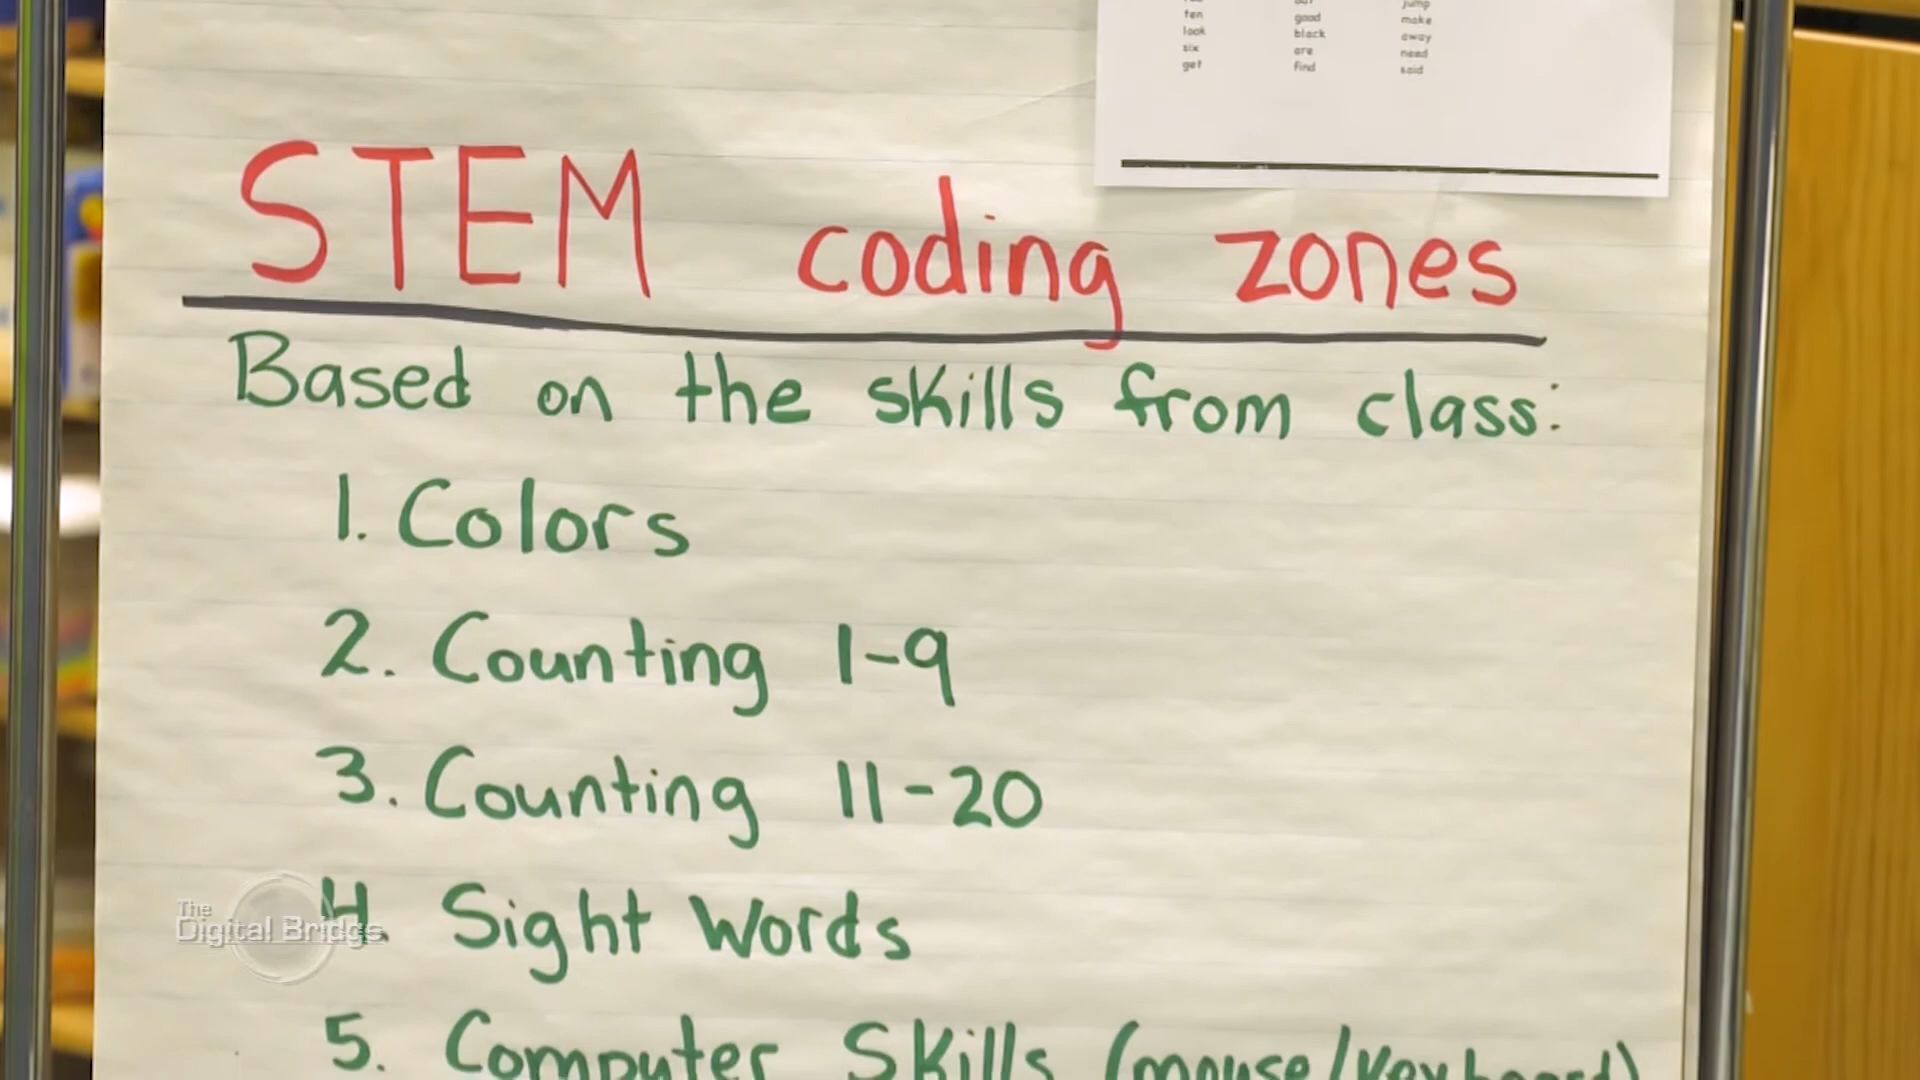 ten good make
look black away
six are need
get find said
STEM coding zones
Based on the skills from class:
1. Colors
2. Counting 1-9
3. Counting 11-20
4. Sight Words
5. Computer Skills (mouse/keyboard)
The
Digital Bridge